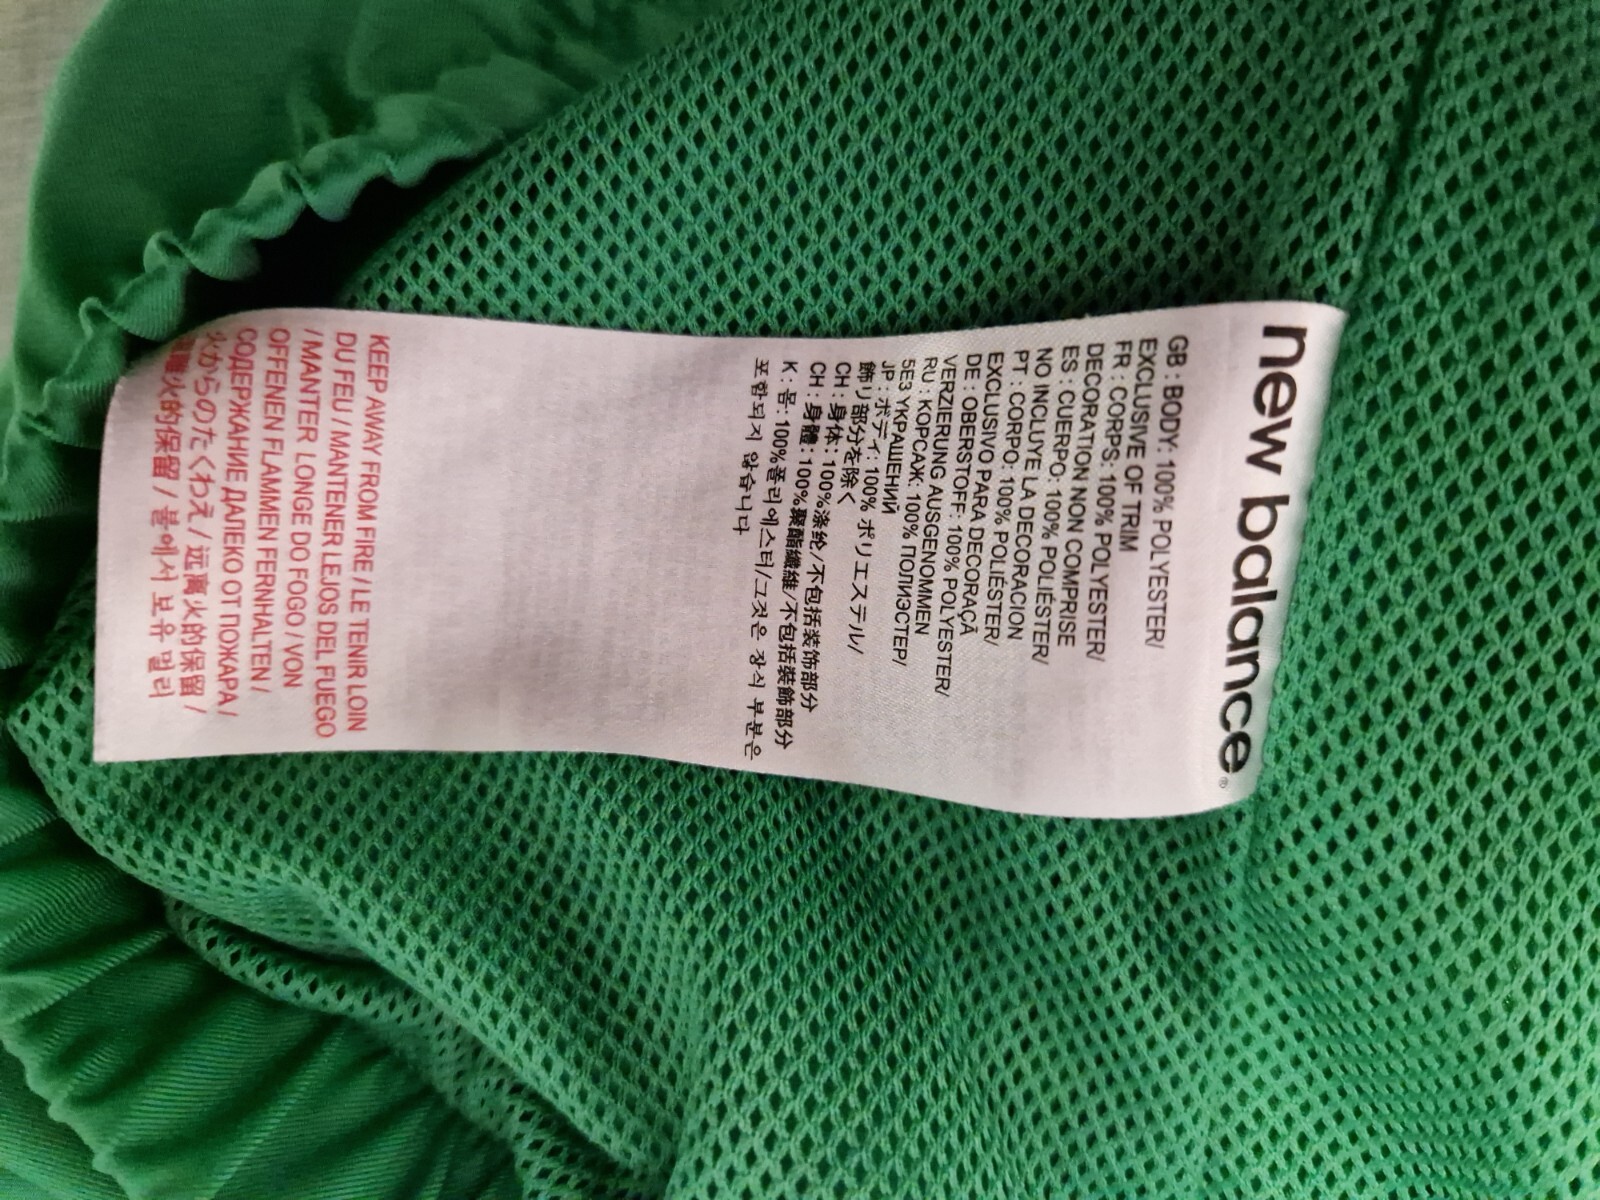 new balance®
GB : BODY: 100% POLYESTER/
EXCLUSIVE OF TRIM
FR : CORPS: 100% POLYESTER/
DECORATION NON COMPRISE
ES : CUERPO: 100% POLIÉSTER/
NO INCLUYE LA DECORACION
PT : CORPO: 100% POLIÉSTER/
EXCLUSIVO PARA DECORAÇÃ
DE : OBERSTOFF: 100% POLYESTER/
VERZIERUNG AUSGENOMMEN
RU : КОРСАЖ: 100% ПОЛИЭСТЕР/
БЕЗ УКРАШЕНИЙ
JP : ボディ: 100% ポリエステル/
飾り部分を除く
CH : 身体 : 100%涤纶/不包括装饰部分
CH : 身體 : 100%聚酯纖維/不包括裝飾部分
K : 몸: 100%폴리에스터/그것은 장식 부분은
포함되지 않습니다
KEEP AWAY FROM FIRE / LE TENIR LOIN
DU FEU / MANTENER LEJOS DEL FUEGO
/ MANTER LONGE DO FOGO / VON
OFFENEN FLAMMEN FERNHALTEN /
СОДЕРЖАНИЕ ДАЛЕКО ОТ ПОЖАРА /
火からのたくわえ / 远离火的保留 /
離火的保留 / 불에서 보유 멀리